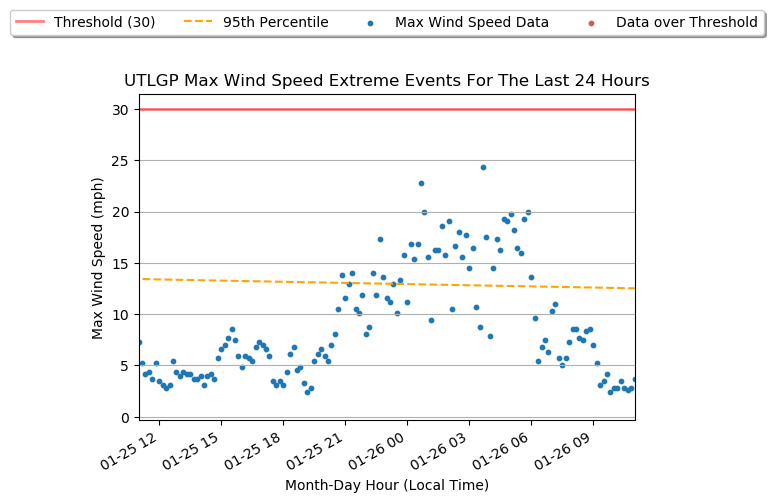 Threshold (30) 95th Percentile Max Wind Speed Data Data over Threshold
UTLGP Max Wind Speed Extreme Events For The Last 24 Hours
30
25
20
15
10
5
0
Max Wind Speed (mph)
01-25 12 01-25 15 01-25 18 01-25 21 01-26 00 01-26 03 01-26 06 01-26 09
Month-Day Hour (Local Time)